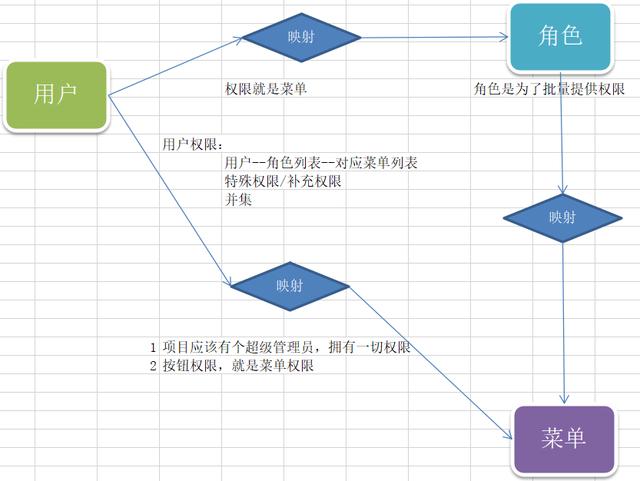 映射
角色
用户
权限就是菜单
角色是为了批量提供权限
用户权限：
用户--角色列表--对应菜单列表
特殊权限/补充权限
并集
映射
映射
1 项目应该有个超级管理员，拥有一切权限
2 按钮权限，就是菜单权限
菜单